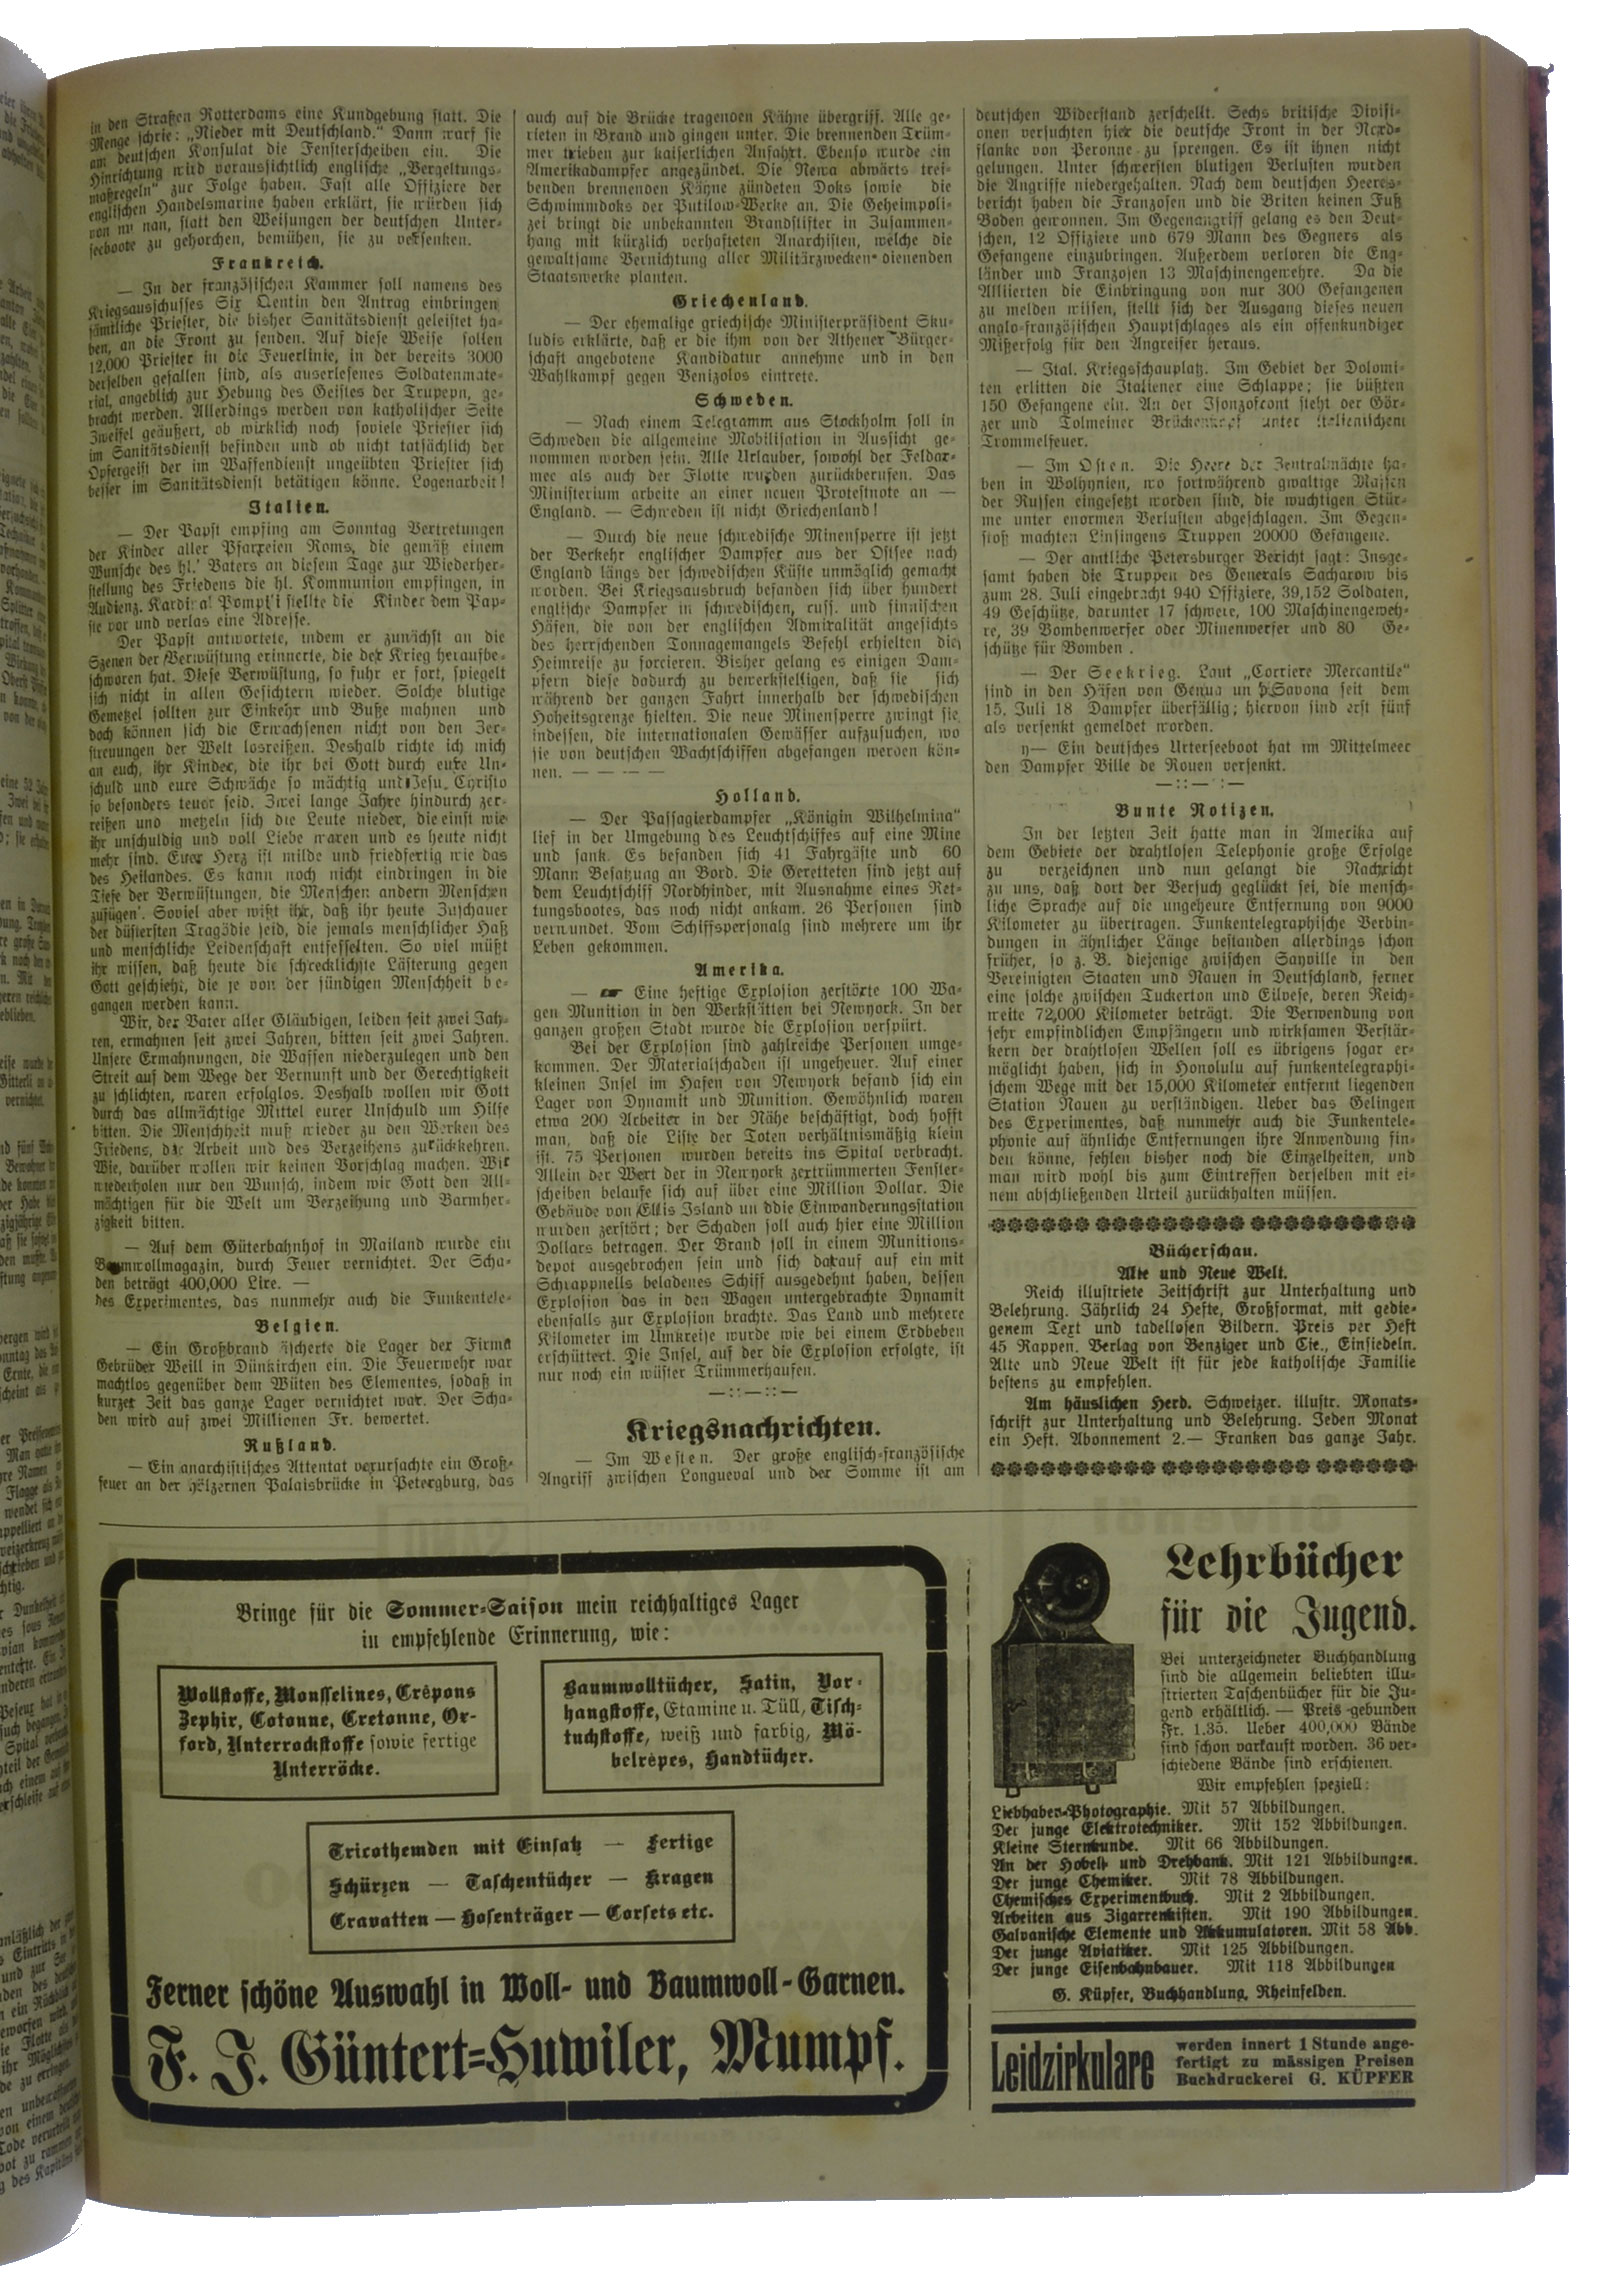 in den Straßen Rotterdams eine Kundgebung statt. Die
Menge schrie: „Nieder mit Deutschland.“ Dann warf sie
am deutschen Konsulat die Fensterscheiben ein. Die
Hinrichtung wird voraussichtlich englische „Vergeltungs-
maßregeln“ zur Folge haben. Fast alle Offiziere der
englischen Handelsmarine haben erklärt, sie würden sich
von nun an, statt den Weisungen der deutschen Unter-
seeboote zu gehorchen, bemühen, sie zu versenken.
Frankreich.
— In der französischen Kammer soll namens des
Kriegsausschusses Six Qentin den Antrag einbringen
sämtliche Priester, die bisher Sanitätsdienst geleistet ha-
ben, an die Front zu senden. Auf diese Weise sollen
12,000 Priester in die Feuerlinie, in der bereits 3000
derselben gefallen sind, als auserlesenes Soldatenmate-
rial, angeblich zur Hebung des Geistes der Trupepn, ge-
bracht werden. Allerdings werden von katholischer Seite
Zweifel geäußert, ob wirklich noch soviele Priester sich
im Sanitätsdienst befinden und ob nicht tatsächlich der
Opfergeist der im Waffendienst ungeübten Priester sich
besser im Sanitätsdienst betätigen könne. Logenarbeit!
Italien.
— Der Papst empfing am Sonntag Vertretungen
der Kinder aller Pfarreien Roms, die gemäß einem
Wunsche des hl. Vaters an diesem Tage zur Wiederher-
stellung des Friedens die hl. Kommunion empfingen, in
Audienz. Kardinal Pompili stellte die Kinder dem Pap-
ste vor und verlas eine Adresse.
Der Papst antwortete, indem er zunächst an die
Szenen der Verwüstung erinnerte, die der Krieg heraufbe-
schworen hat. Diese Verwüstung, so fuhr er fort, spiegelt
sich nicht in allen Gesichtern wieder. Solche blutige
Gemetzel sollten zur Einkehr und Buße mahnen und
doch können sich die Erwachsenen nicht von den Zer-
streuungen der Welt losreißen. Deshalb richte ich mich
an euch, ihr Kinder, die ihr bei Gott durch eure Un-
schuld und eure Schwäche so mächtig und Jesu Christo
so besonders teuer seid. Zwei lange Jahre hindurch zer-
reißen und metzeln sich die Leute nieder, die einst wie
ihr unschuldig und voll Liebe waren und es heute nicht
mehr sind. Euer Herz ist milde und friedfertig wie das
des Heilandes. Es kann noch nicht eindringen in die
Tiefe der Verwüstungen, die Menschen andern Menschen
zufügen. Soviel aber wißt ihr, daß ihr heute Zuschauer
der düstersten Tragödie seid, die jemals menschlicher Haß
und menschliche Leidenschaft entfesselten. So viel müßt
ihr wissen, daß heute die schrecklichste Lästerung gegen
Gott geschieht, die je von der sündigen Menschheit be-
gangen werden kann.
Wir, der Vater aller Gläubigen, leiden seit zwei Jah-
ren, ermahnen seit zwei Jahren, bitten seit zwei Jahren.
Unsere Ermahnungen, die Waffen niederzulegen und den
Streit auf dem Wege der Vernunft und der Gerechtigkeit
zu schlichten, waren erfolglos. Deshalb wollen wir Gott
durch das allmächtige Mittel eurer Unschuld um Hilfe
bitten. Die Menschheit muß wieder zu den Werken des
Friedens, der Arbeit und des Verzeihens zurückkehren.
Wie, darüber wollen wir keinen Vorschlag machen. Wir
wiederholen nur den Wunsch, indem wir Gott den All-
mächtigen für die Welt um Verzeihung und Barmher-
zigkeit bitten.
— Auf dem Güterbahnhof in Mailand wurde ein
Baumwollmagazin, durch Feuer vernichtet. Der Scha-
den beträgt 400,000 Lire. —
des Experimentes, das nunmehr auch die Funkentele-
Belgien.
— Ein Großbrand äscherte die Lager der Firma
Gebrüder Weill in Dünkirchen ein. Die Feuerwehr war
machtlos gegenüber dem Wüten des Elementes, sodaß in
kurzer Zeit das ganze Lager vernichtet war. Der Scha-
den wird auf zwei Millionen Fr. bewertet.
Rußland.
— Ein anarchistisches Attentat verursachte ein Groß-
feuer an der hölzernen Palaisbrücke in Petergburg, das
auch auf die Brücke tragenoen Kähne übergriff. Alle ge-
rieten in Brand und gingen unter. Die brennenden Trüm-
mer trieben zur kaiserlichen Anfahrt. Ebenso wurde ein
Amerikadampfer angezündet. Die Newa abwärts trei-
benden brennenden Kähne zündeten Doks sowie die
Schwimmdoks der Putilow-Werke an. Die Geheimpoli-
zei bringt die unbekannten Brandstifter in Zusammen-
hang mit kürzlich verhafteten Anarchisten, welche die
gewaltsame Vernichtung aller Militärzwecken dienenden
Staatswerke planten.
Griechenland.
— Der ehemalige griechische Ministerpräsident Sku-
ludis erklärte, daß er die ihm von der Athener Bürger-
schaft angebotene Kandidatur annehme und in den
Wahlkampf gegen Venizolos eintrete.
Schweden.
— Nach einem Telegramm aus Stockholm soll in
Schweden die allgemeine Mobilisation in Aussicht ge-
nommen worden sein. Alle Urlauber, sowohl der Feldar-
mee als auch der Flotte wurden zurückberufen. Das
Ministerium arbeite an einer neuen Protestnote an —
England. — Schweden ist nicht Griechenland!
— Durch die neue schwedische Minensperre ist jetzt
der Verkehr englischer Dampfer aus der Ostsee nach
England längs der schwedischen Küste unmöglich gemacht
worden. Bei Kriegsausbruch befanden sich über hundert
englische Dampfer in schwedischen, russ. und finnischen
Häfen, die von der englischen Admiralität angesichts
des herrschenden Tonnagemangels Befehl erhielten die
Heimreise zu forcieren. Bisher gelang es einigen Dam-
pfern diese dadurch zu bewerkstelligen, daß sie sich
während der ganzen Fahrt innerhalb der schwedischen
Hoheitsgrenze hielten. Die neue Minensperre zwingt sie
indessen, die internationalen Gewässer aufzusuchen, wo
sie von deutschen Wachtschiffen abgefangen werden kön-
nen. — — — —
Holland.
— Der Passagierdampfer „Königin Wilhelmina“
lief in der Umgebung des Leuchtschiffes auf eine Mine
und sank. Es befanden sich 41 Fahrgäste und 60
Mann Besatzung an Bord. Die Geretteten sind jetzt auf
dem Leuchtschiff Nordhinder, mit Ausnahme eines Ret-
tungsbootes, das noch nicht ankam. 26 Personen sind
verwundet. Vom Schiffspersonalg sind mehrere um ihr
Leben gekommen.
Amerika.
— ☛ Eine heftige Explosion zerstörte 100 Wa-
gen Munition in den Werkstätten bei Newyork. In der
ganzen großen Stadt wurde die Explosion verspürt.
Bei der Explosion sind zahlreiche Personen umge-
kommen. Der Materialschaden ist ungeheuer. Auf einer
kleinen Insel im Hafen von Newyork befand sich ein
Lager von Dynamit und Munition. Gewöhnlich waren
etwa 200 Arbeiter in der Nähe beschäftigt, doch hofft
man, daß die Liste der Toten verhältnismäßig klein
ist. 75 Personen wurden bereits ins Spital verbracht.
Allein der Wert der in Newyork zertrümmerten Fenster-
scheiben belaufe sich auf über eine Million Dollar. Die
Gebäude von Ellis Island un ddie Einwanderungsstation
wurden zerstört; der Schaden soll auch hier eine Million
Dollars betragen. Der Brand soll in einem Munitions-
depot ausgebrochen sein und sich darauf auf ein mit
Schrappnells beladenes Schiff ausgedehnt haben, dessen
Explosion das in den Wagen untergebrachte Dynamit
ebenfalls zur Explosion brachte. Das Land und mehrere
Kilometer im Umkreise wurde wie bei einem Erdbeben
erschüttert. Die Insel, auf der die Explosion erfolgte, ist
nur noch ein wüster Trümmerhaufen.
—::—::—
Kriegsnachrichten.
— Im Westen. Der große englisch-französische
Angriff zwischen Longueval und der Somme ist am
deutschen Widerstand zerschellt. Sechs britische Divisi-
onen versuchten hier die deutsche Front in der Nord-
flanke von Peronne zu sprengen. Es ist ihnen nicht
gelungen. Unter schwersten blutigen Verlusten wurden
die Angriffe niedergehalten. Nach dem deutschen Heeres-
bericht haben die Franzosen und die Briten keinen Fuß
Boden gewonnen. Im Gegenangriff gelang es den Deut-
schen, 12 Offiziere und 679 Mann des Gegners als
Gefangene einzubringen. Außerdem verloren die Eng-
länder und Franzosen 13 Maschinengewehre. Da die
Alliierten die Einbringung von nur 300 Gefangenen
zu melden wissen, stellt sich der Ausgang dieses neuen
anglo-französischen Hauptschlages als ein offenkundiger
Mißerfolg für den Angreifer heraus.
— Ital. Kriegsschauplatz. Im Gebiet der Dolomi-
ten erlitten die Italiener eine Schlappe; sie büßten
150 Gefangene ein. An der Isonzofront steht der Gör-
zer und Tolmeiner Brückenkopf unter italienischem
Trommelfeuer.
— Im Osten. Die Heere der Zentralmächte ha-
ben in Wolhynien, wo fortwährend gwaltige Massen
der Russen eingesetzt worden sind, die wuchtigen Stür-
me unter enormen Verlusten abgeschlagen. Im Gegen-
stoß machten Linsingens Truppen 20000 Gefangene.
— Der amtliche Petersburger Bericht sagt: Insge-
samt haben die Truppen des Generals Sacharow bis
zum 28. Juli eingebracht 940 Offiziere, 39,152 Soldaten,
49 Geschütze, darunter 17 schwere, 100 Maschinengeweh-
re, 39 Bombenwerfer oder Minenwerfer und 80 Ge-
schütze für Bomben .
— Der Seekrieg. Laut „Corriere Mercantile“
sind in den Häfen von Genua un d Savona seit dem
15. Juli 18 Dampfer überfällig; hiervon sind erst fünf
als versenkt gemeldet worden.
n— Ein deutsches Urterseeboot hat im Mittelmeer
den Dampfer Ville de Rouen versenkt.
—::—::—
Bunte Notizen.
In der letzten Zeit hatte man in Amerika auf
dem Gebiete der drahtlosen Telephonie große Erfolge
zu verzeichnen und nun gelangt die Nachricht
zu uns, daß dort der Versuch geglückt sei, die mensch-
liche Sprache auf die ungeheure Entfernung von 9000
Kilometer zu übertragen. Funkentelegraphische Verbin-
dungen in ähnlicher Länge bestanden allerdings schon
früher, so z. B. diejenige zwischen Sayville in den
Vereinigten Staaten und Nauen in Deutschland, ferner
eine solche zwischen Tuckerton und Eilvese, deren Reich-
weite 72,000 Kilometer beträgt. Die Verwendung von
sehr empfindlichen Empfängern und wirksamen Verstär-
kern der drahtlosen Wellen soll es übrigens sogar er-
möglicht haben, sich in Honolulu auf funkentelegraphi-
schem Wege mit der 15,000 Kilometer entfernt liegenden
Station Nauen zu verständigen. Ueber das Gelingen
des Experimentes, daß nunmehr auch die Funkentele-
phonie auf ähnliche Entfernungen ihre Anwendung fin-
den könne, fehlen bisher noch die Einzelheiten, und
man wird wohl bis zum Eintreffen derselben mit ei-
nem abschließenden Urteil zurückhalten müssen.
Bücherschau.
Alte und Neue Welt.
Reich illustriete Zeitschrift zur Unterhaltung und
Belehrung. Jährlich 24 Hefte, Großformat, mit gedie-
genem Text und tadellosen Bildern. Preis per Heft
45 Rappen. Verlag von Benziger und Cie., Einsiedeln.
Alte und Neue Welt ist für jede katholische Familie
bestens zu empfehlen.
Am häuslichen Herd. Schweizer. illustr. Monats-
schrift zur Unterhaltung und Belehrung. Jeden Monat
ein Heft. Abonnement 2.— Franken das ganze Jahr.
Bringe für die Sommer-Saison mein reichhaltiges Lager
in empfehlende Erinnerung, wie:
Wollstoffe, Mousselines, Crêpons
Zephir, Cotonne, Cretonne, Ox-
ford, Unterrockstoffe sowie fertige
Unterröcke.
Baumwolltücher, Satin, Vor-
hangstoffe, Etamine u. Tüll, Tisch-
tuchstoffe, weiß und farbig, Mö-
belrèpes, Handtücher.
Tricothemden mit Einsatz — Fertige
Schürzen — Taschentücher — Kragen
Cravatten — Hosenträger — Corsets etc.
Ferner schöne Auswahl in Woll- und Baumwoll-Garnen.
F. J. Güntert-Huwiler, Mumpf.
Lehrbücher
für die Jugend.
Bei unterzeichneter Buchhandlung
sind die allgemein beliebten illu-
strierten Taschenbücher für die Ju-
gend erhältlich. — Preis gebunden
Fr. 1.35. Ueber 400,000 Bände
sind schon varkauft worden. 36 ver-
schiedene Bände sind erschienen.
Wir empfehlen speziell:
Liebhaber-Photographie. Mit 57 Abbildungen.
Der junge Elektrotechniker. Mit 152 Abbildungen.
Kleine Sternkunde. Mit 66 Abbildungen.
An der Hobel- und Drehbank. Mit 121 Abbildungen.
Der junge Chemiker. Mit 78 Abbildungen.
Chemisches Experimentbuch. Mit 2 Abbildungen.
Arbeiten aus Zigarrenkisten. Mit 190 Abbildungen.
Galvanische Elemente und Akkumulatoren. Mit 58 Abb.
Der junge Aviatiker. Mit 125 Abbildungen.
Der junge Eisenbahnbauer. Mit 118 Abbildungen
G. Küpfer, Buchhandlung, Rheinfelden.
Leidzirkulare
werden innert 1 Stunde ange-
fertigt zu mässigen Preisen
Buchdruckerei G. KÜPFER